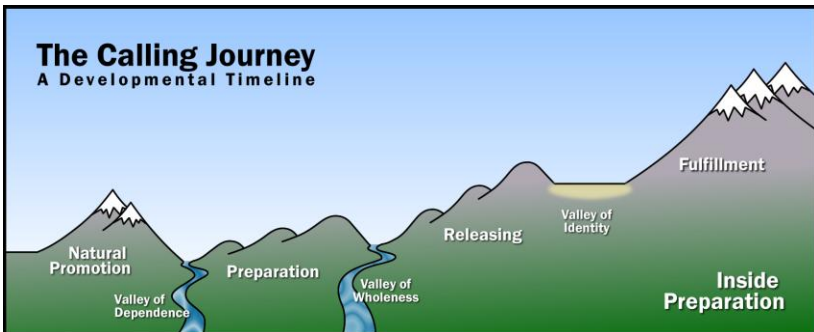 The Calling Journey
A Developmental Timeline
Natural
Promotion
Valley of
Dependence
Preparation
Valley of
Wholeness
Releasing
Valley of
Identity
Fulfillment
Inside
Preparation